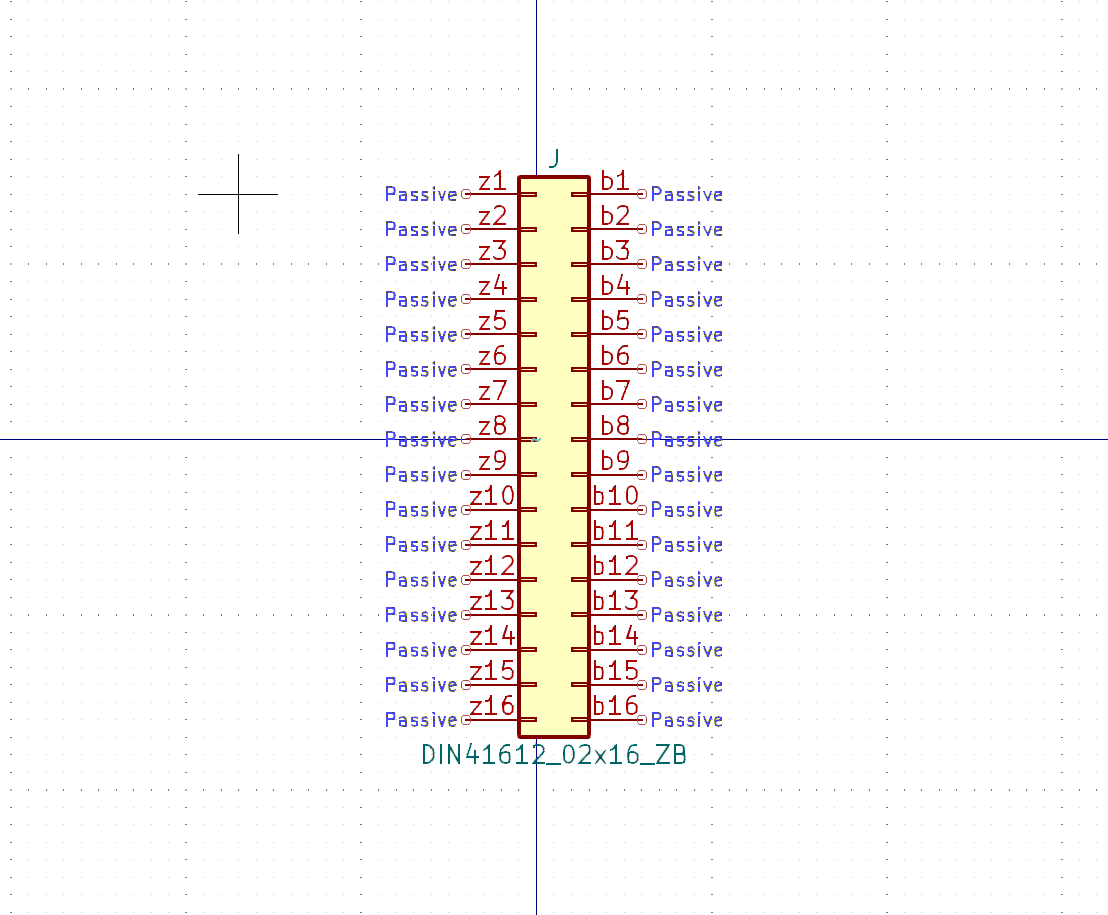 J
Passive z1 b1 Passive
Passive z2 b2 Passive
Passive z3 b3 Passive
Passive z4 b4 Passive
Passive z5 b5 Passive
Passive z6 b6 Passive
Passive z7 b7 Passive
Passive z8 b8 Passive
Passive z9 b9 Passive
Passive z10 b10 Passive
Passive z11 b11 Passive
Passive z12 b12 Passive
Passive z13 b13 Passive
Passive z14 b14 Passive
Passive z15 b15 Passive
Passive z16 b16 Passive
DIN41612_02x16_ZB